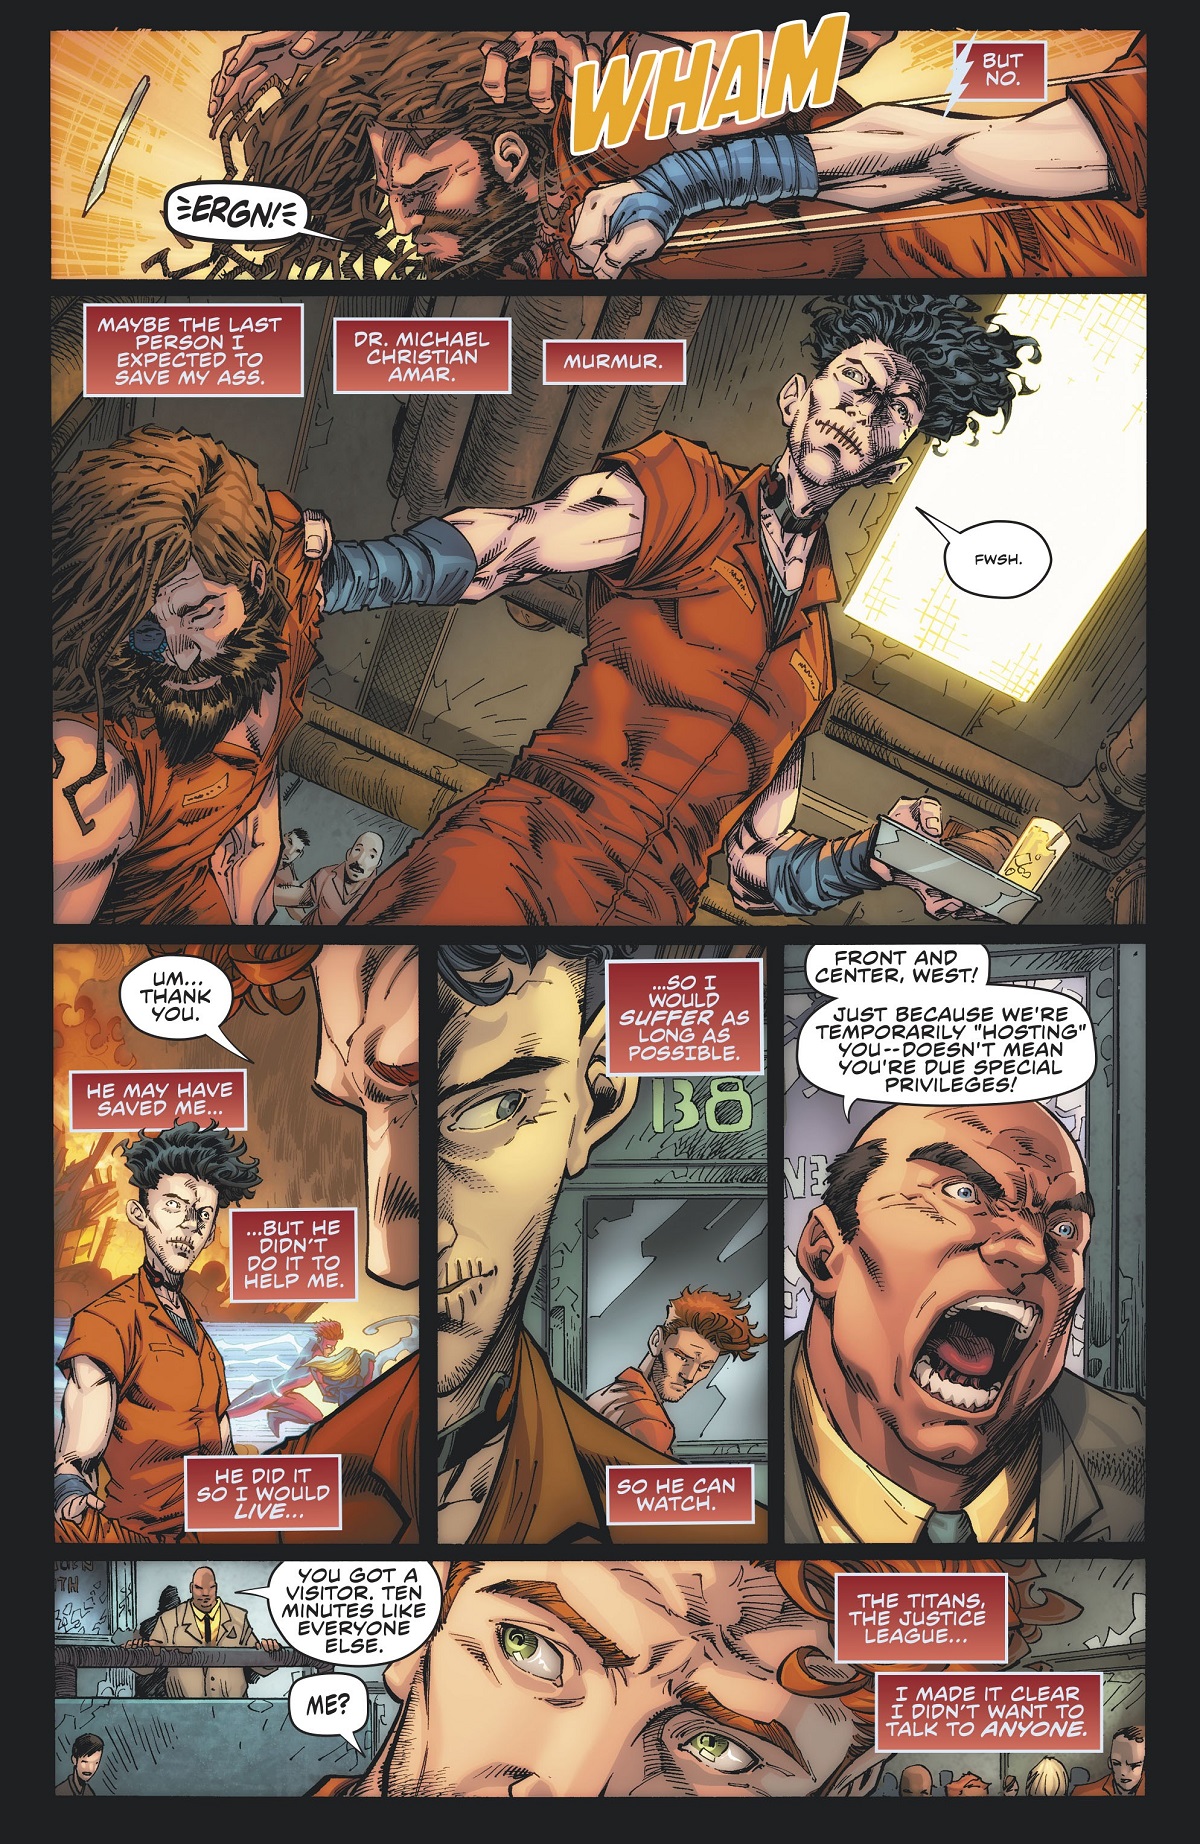 WHAM
BUT
NO.
ERGN!
MAYBE THE LAST
PERSON I
EXPECTED TO
SAVE MY ASS.
DR. MICHAEL
CHRISTIAN
AMAR.
MURMUR.
FWSH.
UM...
THANK
YOU.
HE MAY HAVE
SAVED ME...
...BUT HE
DIDN'T
DO IT TO
HELP ME.
HE DID IT
SO I WOULD
LIVE...
...SO I
WOULD
SUFFER AS
LONG AS
POSSIBLE.
B8
SO HE CAN
WATCH.
FRONT AND
CENTER, WEST!
JUST BECAUSE WE'RE
TEMPORARILY "HOSTING"
YOU--DOESN'T MEAN
YOU'RE DUE SPECIAL
PRIVILEGES!
YOU GOT A
VISITOR. TEN
MINUTES LIKE
EVERYONE
ELSE.
ME?
THE TITANS,
THE JUSTICE
LEAGUE...
I MADE IT CLEAR
I DIDN'T WANT TO
TALK TO ANYONE.